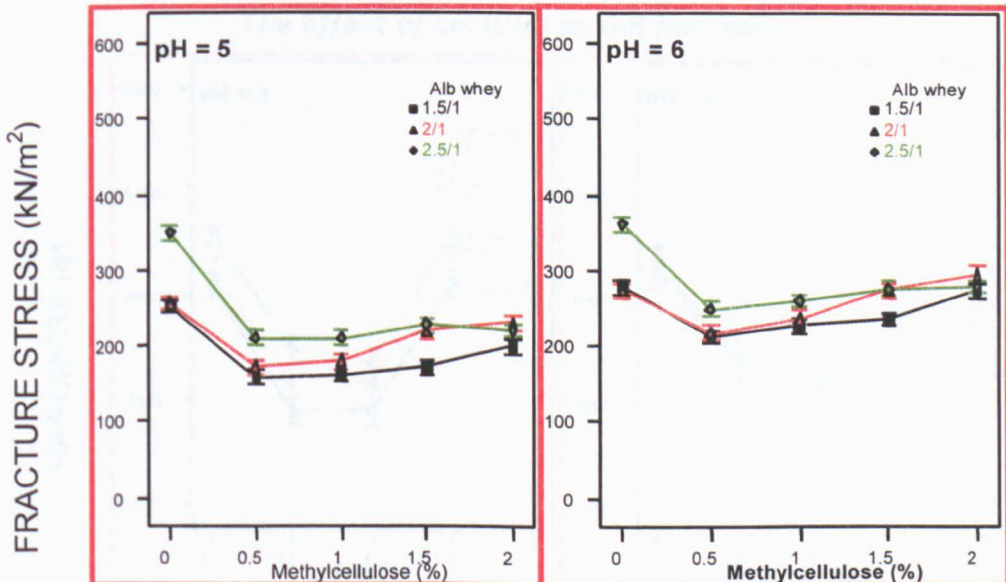 FRACTURE STRESS (kN/m²)
pH = 5
Alb whey
1.5/1
2/1
2.5/1
600
500
400
300
200
100
0
0 0.5 1 1.5 2
Methylcellulose (%)
pH = 6
Alb whey
1.5/1
2/1
2.5/1
600
500
400
300
200
100
0
0 0.5 1 1.5 2
Methylcellulose (%)